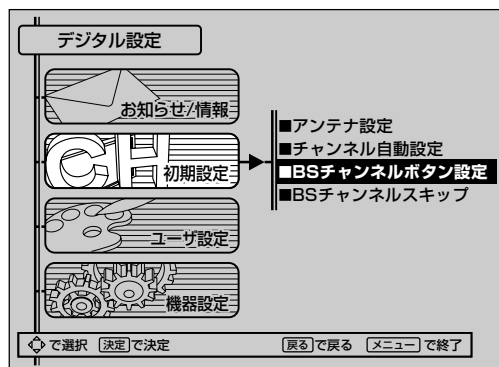 デジタル設定
お知らせ/情報
初期設定
ユーザ設定
機器設定
■アンテナ設定
■チャンネル自動設定
■BSチャンネルボタン設定
■BSチャンネルスキップ
で選択 決定で決定 戻るで戻る メニューで終了